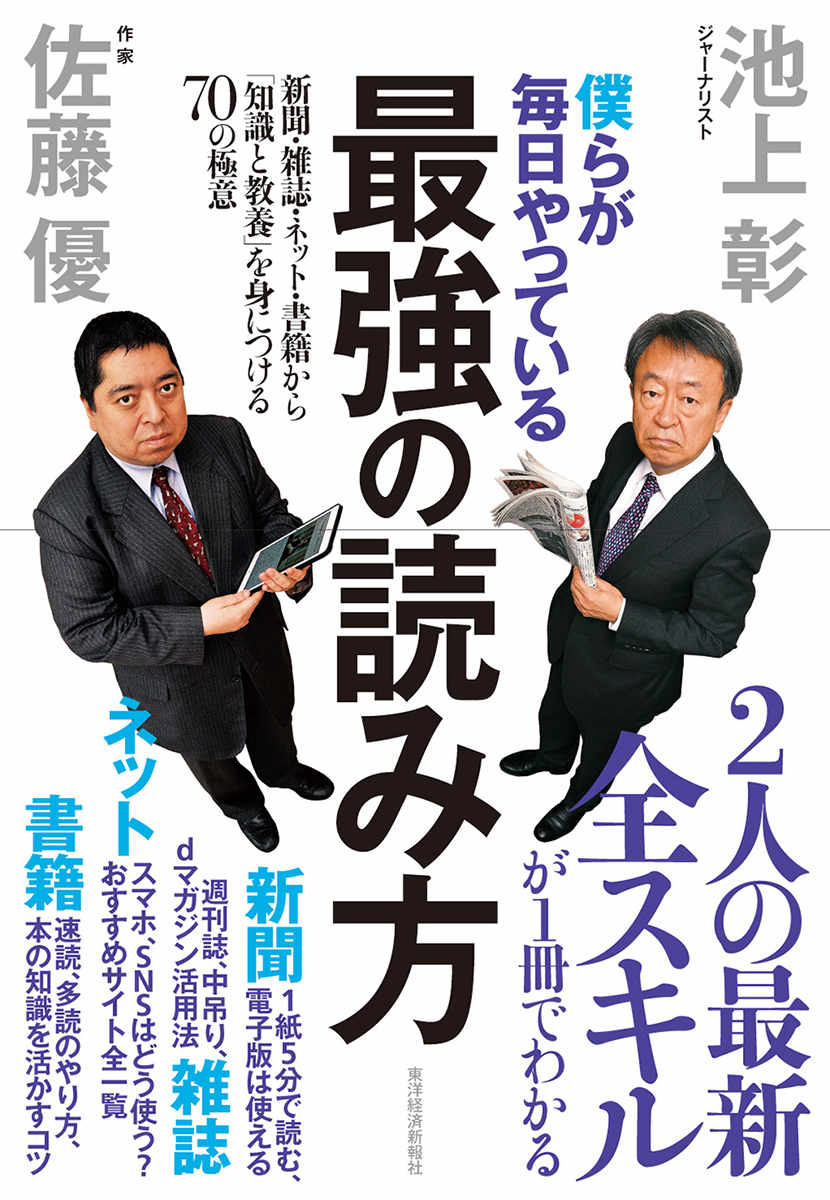 ジャーナリスト
池上 彰
僕らが
毎日やっている
最強の読み方
新聞・雑誌・ネット・書籍から
「知識と教養」を身につける
70の極意
作家
佐藤 優
2人の最新
全スキル
が1冊でわかる
新聞
1紙5分で読む、
電子版は使える
雑誌
週刊誌、中吊り、
dマガジン活用法
ネット
スマホ、SNSはどう使う?
おすすめサイト全一覧
書籍
速読、多読のやり方、
本の知識を活かすコツ
東洋経済新報社